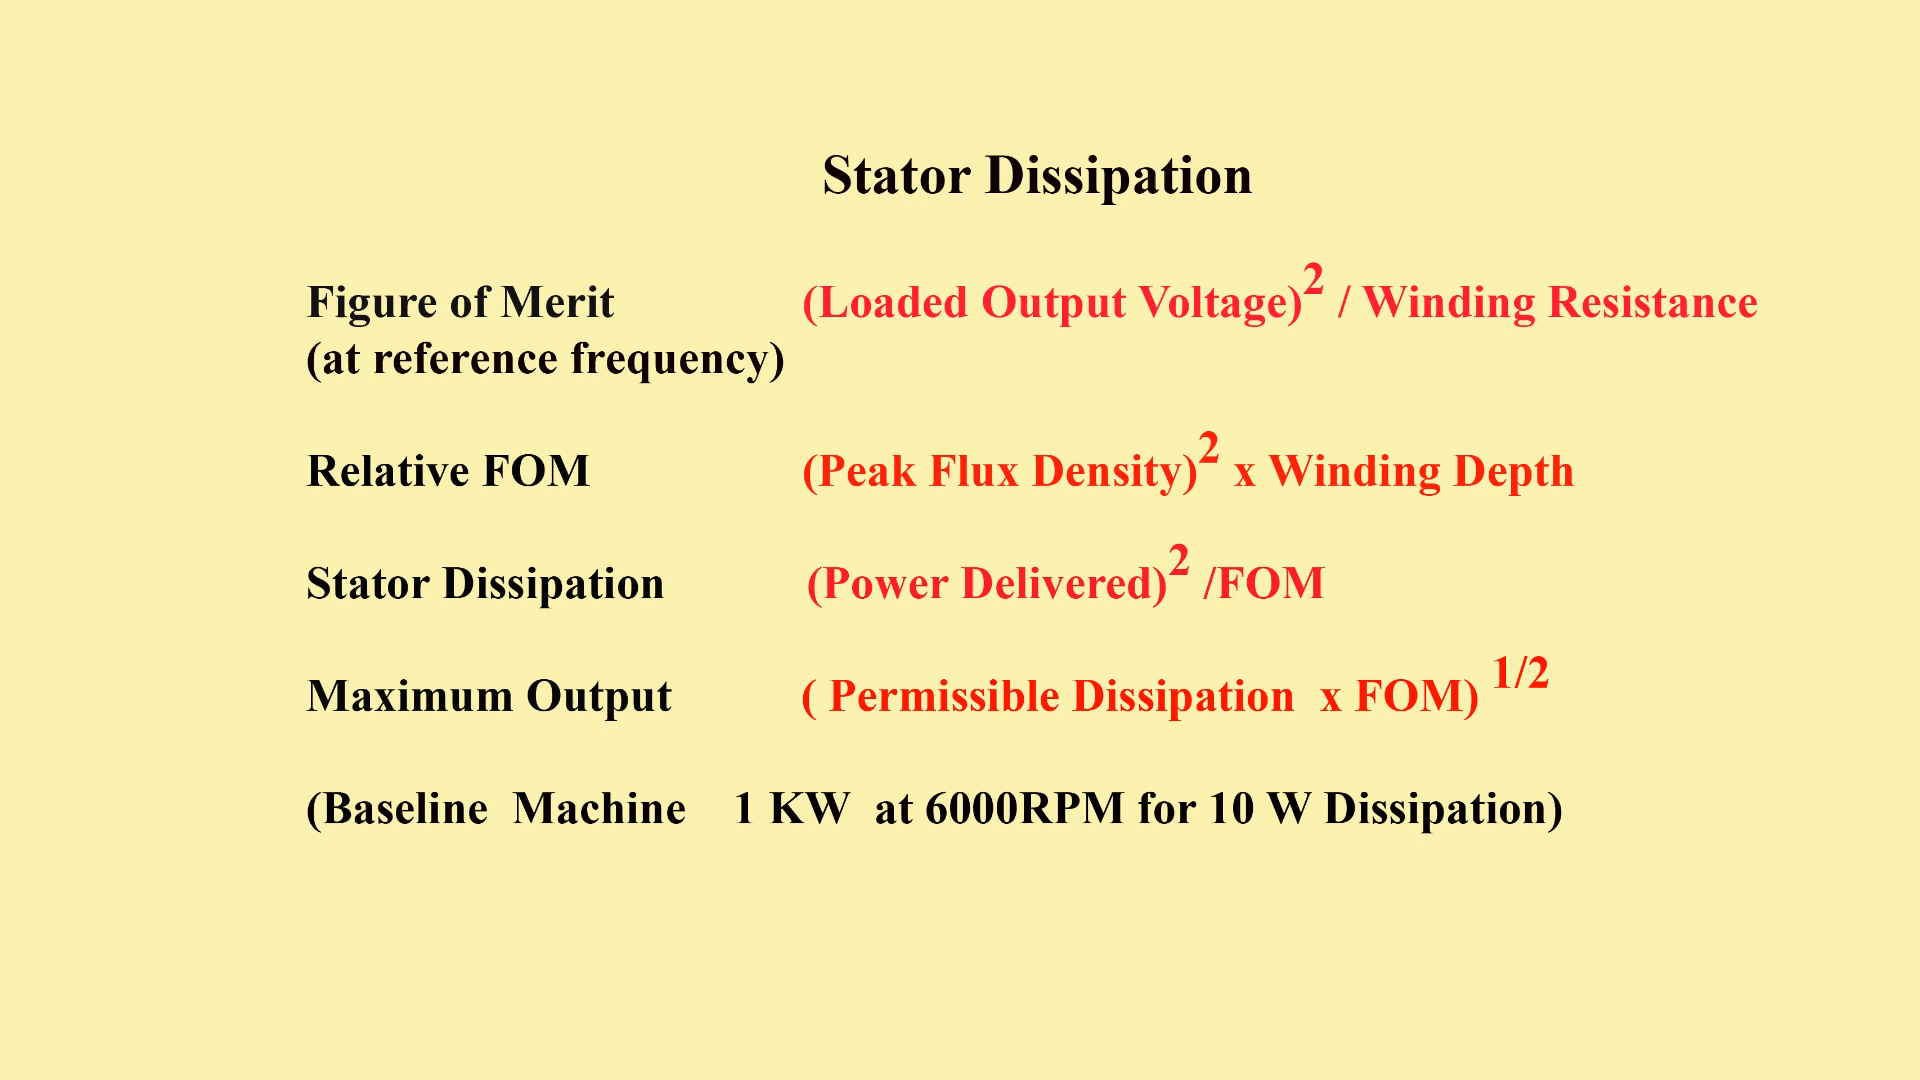 Stator Dissipation
Figure of Merit (Loaded Output Voltage)² / Winding Resistance
(at reference frequency)
Relative FOM (Peak Flux Density)² x Winding Depth
Stator Dissipation (Power Delivered)² /FOM
Maximum Output ( Permissible Dissipation x FOM) ^1/2
(Baseline Machine 1 KW at 6000RPM for 10 W Dissipation)